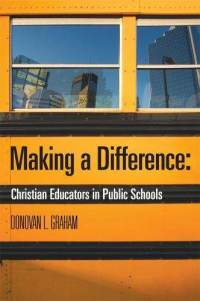 Making a Difference:
Christian Educators in Public Schools
DONOVAN L. GRAHAM